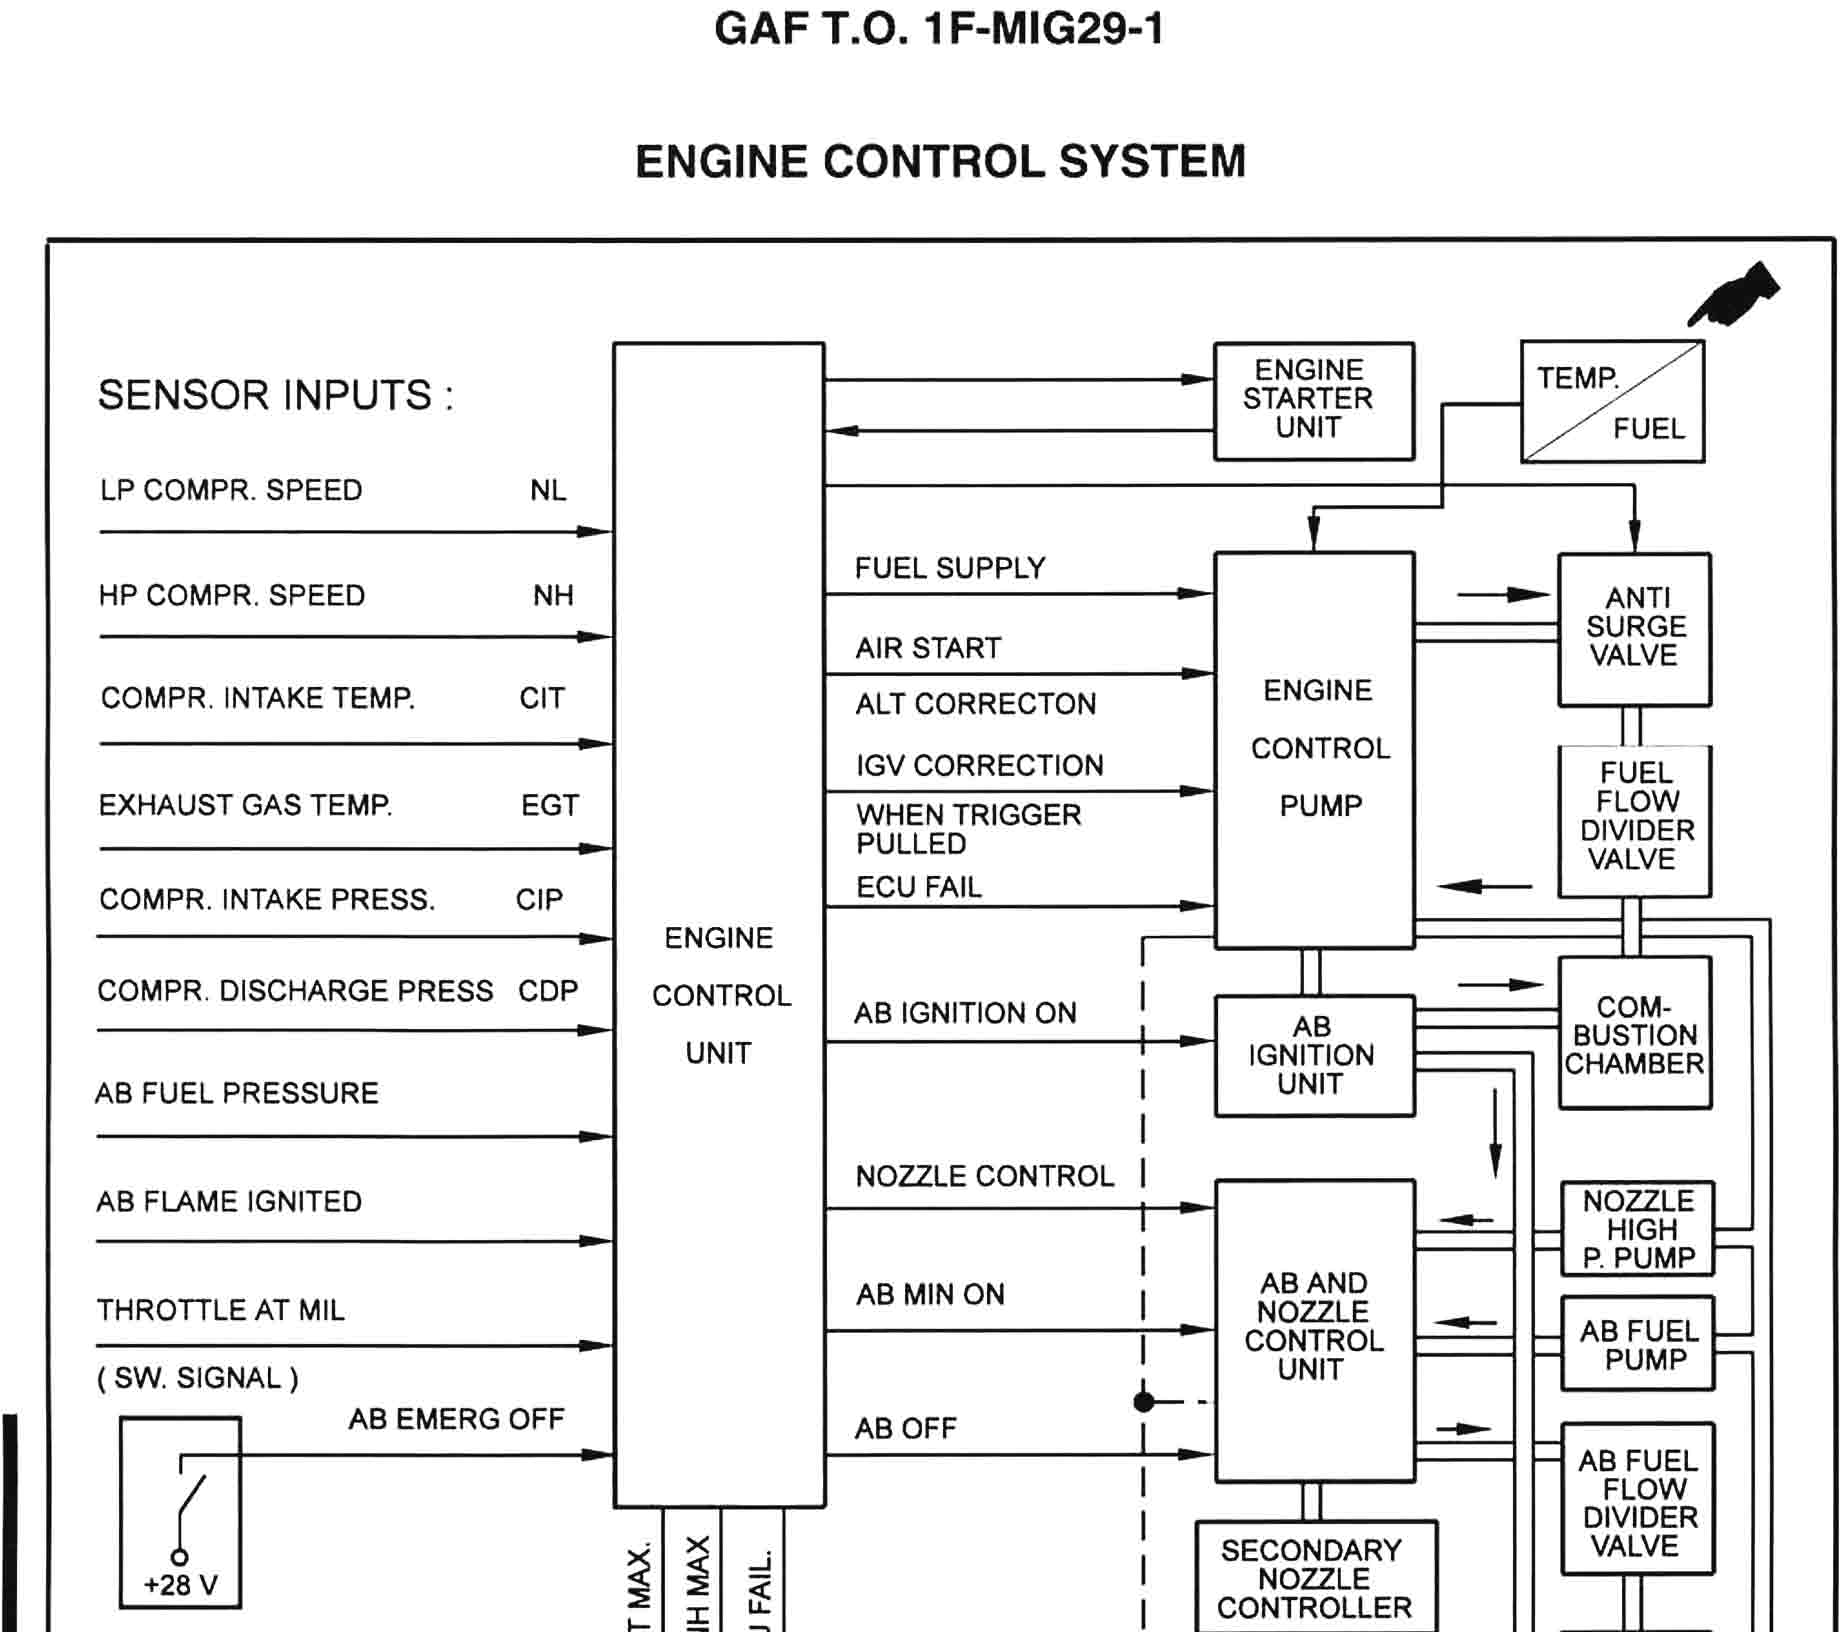 GAF T.O. 1F-MIG29-1
ENGINE CONTROL SYSTEM
SENSOR INPUTS :
LP COMPR. SPEED NL
HP COMPR. SPEED NH
COMPR. INTAKE TEMP. CIT
EXHAUST GAS TEMP. EGT
COMPR. INTAKE PRESS. CIP
COMPR. DISCHARGE PRESS CDP
AB FUEL PRESSURE
AB FLAME IGNITED
THROTTLE AT MIL
( SW. SIGNAL )
AB EMERG OFF
+28 V
ENGINE
CONTROL
UNIT
T MAX.
NH MAX
FAIL.
FUEL SUPPLY
AIR START
ALT CORRECTON
IGV CORRECTION
WHEN TRIGGER
PULLED
ECU FAIL
AB IGNITION ON
NOZZLE CONTROL
AB MIN ON
AB OFF
ENGINE
STARTER
UNIT
TEMP.
FUEL
ENGINE
CONTROL
PUMP
AB
IGNITION
UNIT
AB AND
NOZZLE
CONTROL
UNIT
SECONDARY
NOZZLE
CONTROLLER
ANTI
SURGE
VALVE
FUEL
FLOW
DIVIDER
VALVE
COM-
BUSTION
CHAMBER
NOZZLE
HIGH
P. PUMP
AB FUEL
PUMP
AB FUEL
FLOW
DIVIDER
VALVE